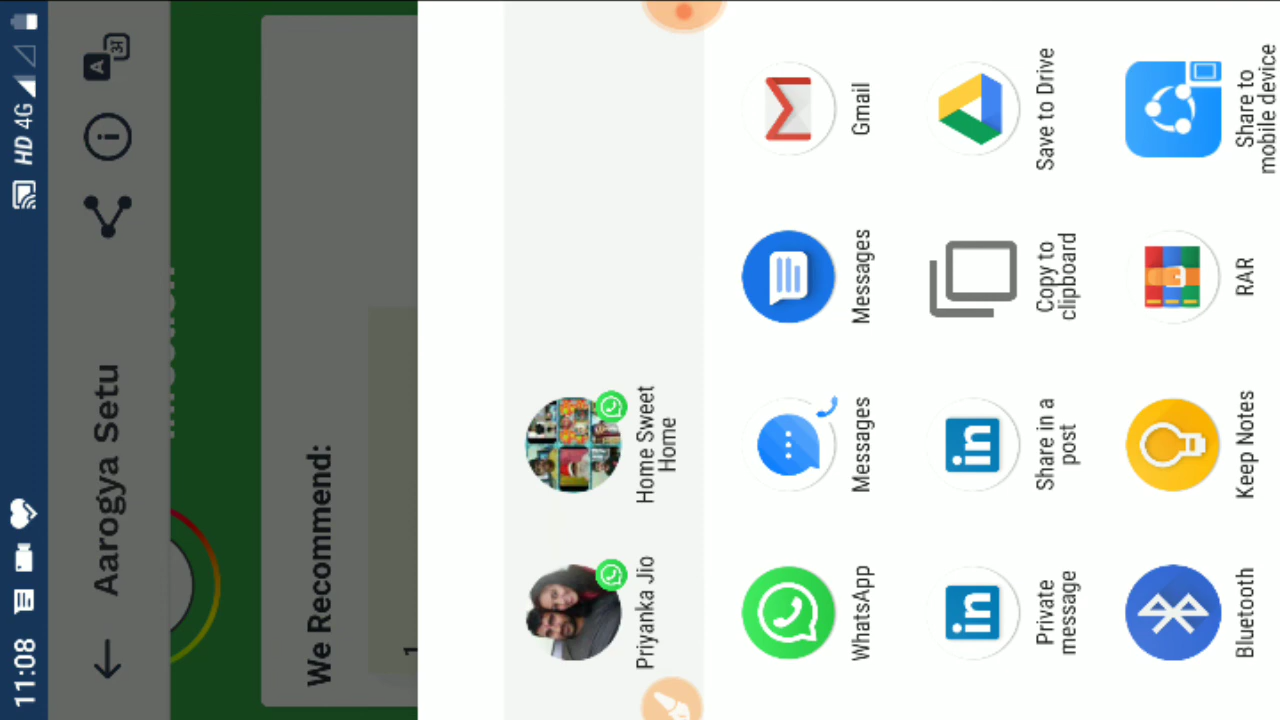 11:08
HD 4G
Aarogya Setu
A
अ
We Recommend:
1
Priyanka Jio
Home Sweet
Home
WhatsApp
Messages
Messages
Gmail
Private
message
Share in a
post
Copy to
clipboard
Save to Drive
Bluetooth
Keep Notes
RAR
Share to
mobile device